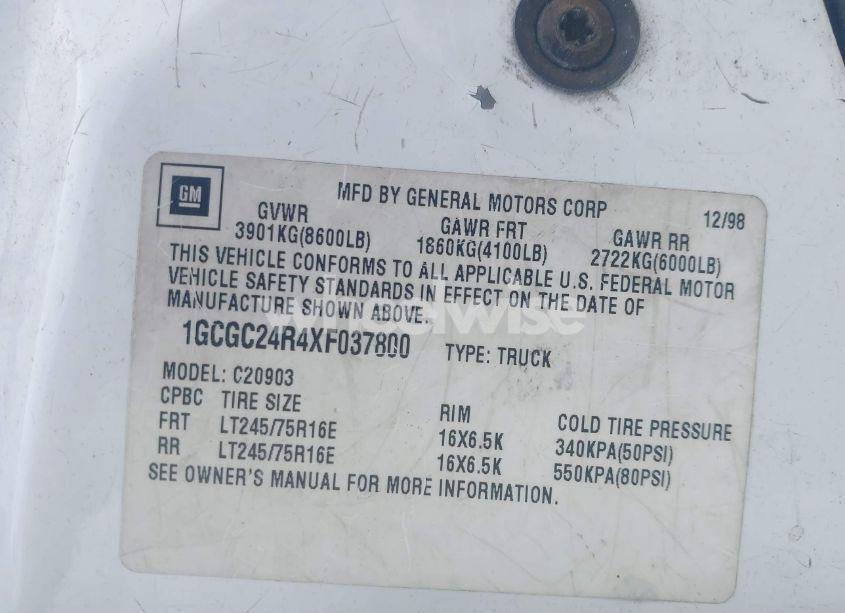 GM
MFD BY GENERAL MOTORS CORP 12/98
GVWR GAWR FRT GAWR RR
3901KG(8600LB) 1860KG(4100LB) 2722KG(6000LB)
THIS VEHICLE CONFORMS TO ALL APPLICABLE U.S. FEDERAL MOTOR
VEHICLE SAFETY STANDARDS IN EFFECT ON THE DATE OF
MANUFACTURE SHOWN ABOVE.
wheelwise
1GCGC24R4XF037800 TYPE: TRUCK
MODEL: C20903
CPBC TIRE SIZE RIM COLD TIRE PRESSURE
FRT LT245/75R16E 16X6.5K 340KPA(50PSI)
RR LT245/75R16E 16X6.5K 550KPA(80PSI)
SEE OWNER'S MANUAL FOR MORE INFORMATION.